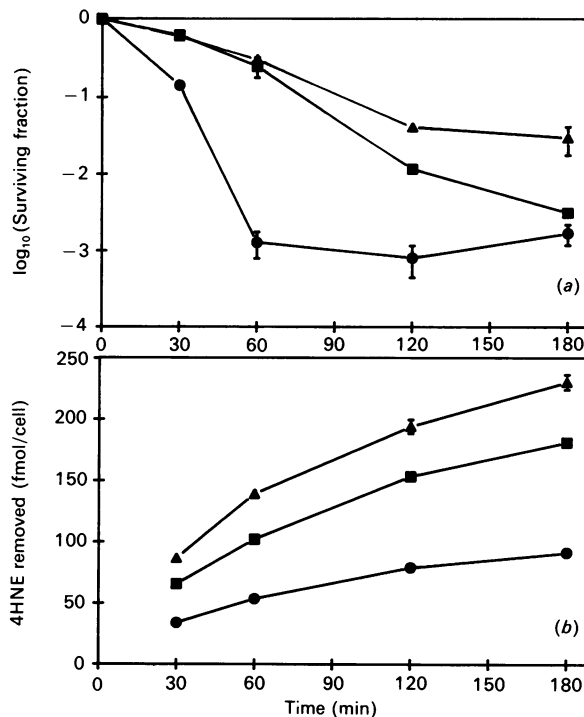 0
−1
−2
−3
−4
log₁₀(Surviving fraction)
(a)
0 30 60 90 120 150 180
250
200
150
100
50
0
4HNE removed (fmol/cell)
(b)
0 30 60 90 120 150 180
Time (min)